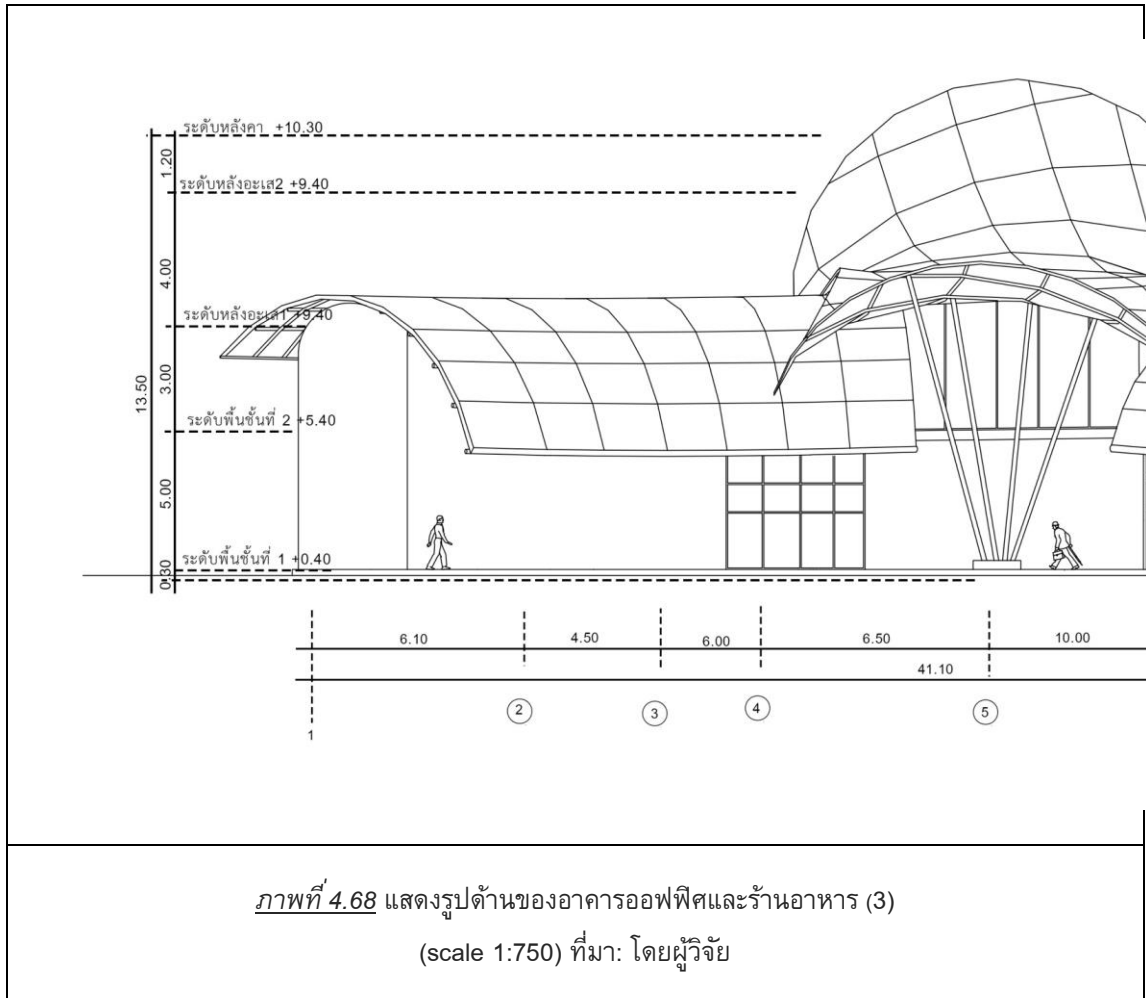 ระดับหลังคา +10.30
1.20
ระดับหลังอะเส2 +9.40
4.00
ระดับหลังอะเส1 +9.40
3.00
13.50
ระดับพื้นชั้นที่ 2 +5.40
5.00
ระดับพื้นชั้นที่ 1 +0.40
0.30
6.10 4.50 6.00 6.50 10.00
41.10
2 3 4 5
1
ภาพที่ 4.68 แสดงรูปด้านของอาคารออฟฟิศและร้านอาหาร (3)
(scale 1:750) ที่มา: โดยผู้วิจัย